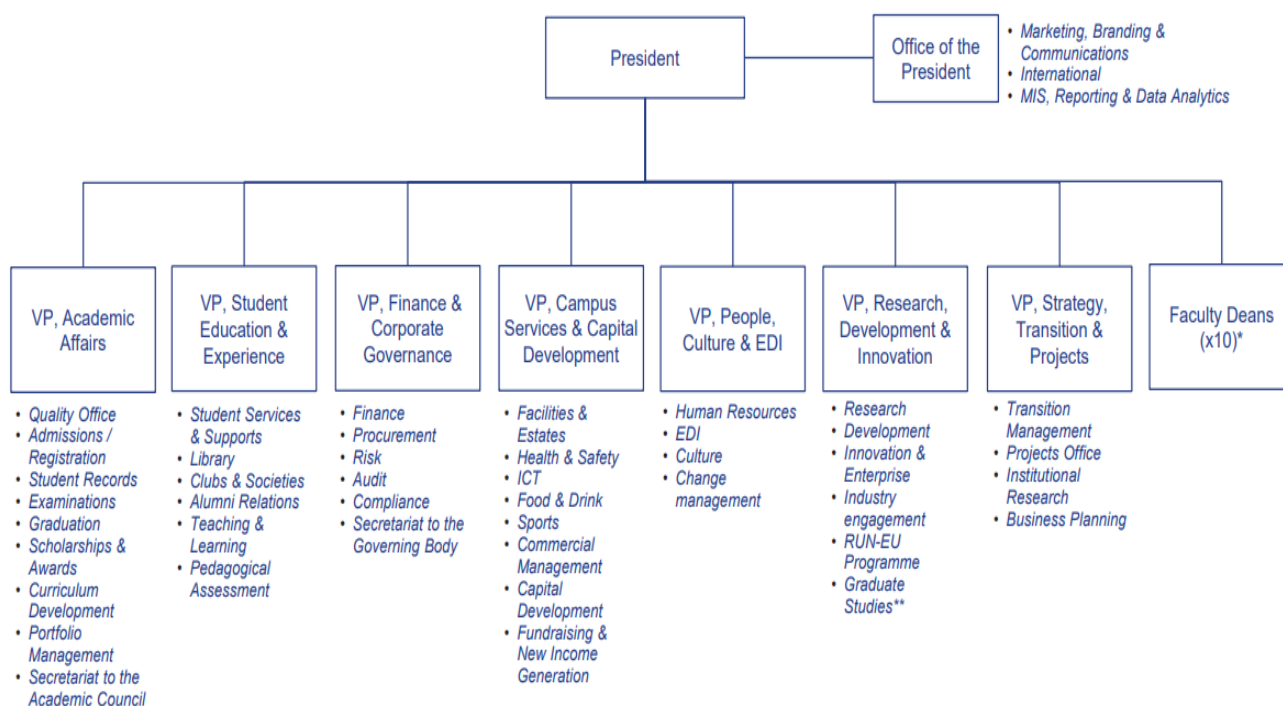 President
Office of the
President
• Marketing, Branding &
Communications
• International
• MIS, Reporting & Data Analytics
VP, Academic
Affairs
• Quality Office
• Admissions /
Registration
• Student Records
• Examinations
• Graduation
• Scholarships &
Awards
• Curriculum
Development
• Portfolio
Management
• Secretariat to the
Academic Council
VP, Student
Education &
Experience
• Student Services
& Supports
• Library
• Clubs & Societies
• Alumni Relations
• Teaching &
Learning
• Pedagogical
Assessment
VP, Finance &
Corporate
Governance
• Finance
• Procurement
• Risk
• Audit
• Compliance
• Secretariat to the
Governing Body
VP, Campus
Services & Capital
Development
• Facilities &
Estates
• Health & Safety
• ICT
• Food & Drink
• Sports
• Commercial
Management
• Capital
Development
• Fundraising &
New Income
Generation
VP, People,
Culture & EDI
• Human Resources
• EDI
• Culture
• Change
management
VP, Research,
Development &
Innovation
• Research
• Development
• Innovation &
Enterprise
• Industry
engagement
• RUN-EU
Programme
• Graduate
Studies**
VP, Strategy,
Transition &
Projects
• Transition
Management
• Projects Office
• Institutional
Research
• Business Planning
Faculty Deans
(x10)*